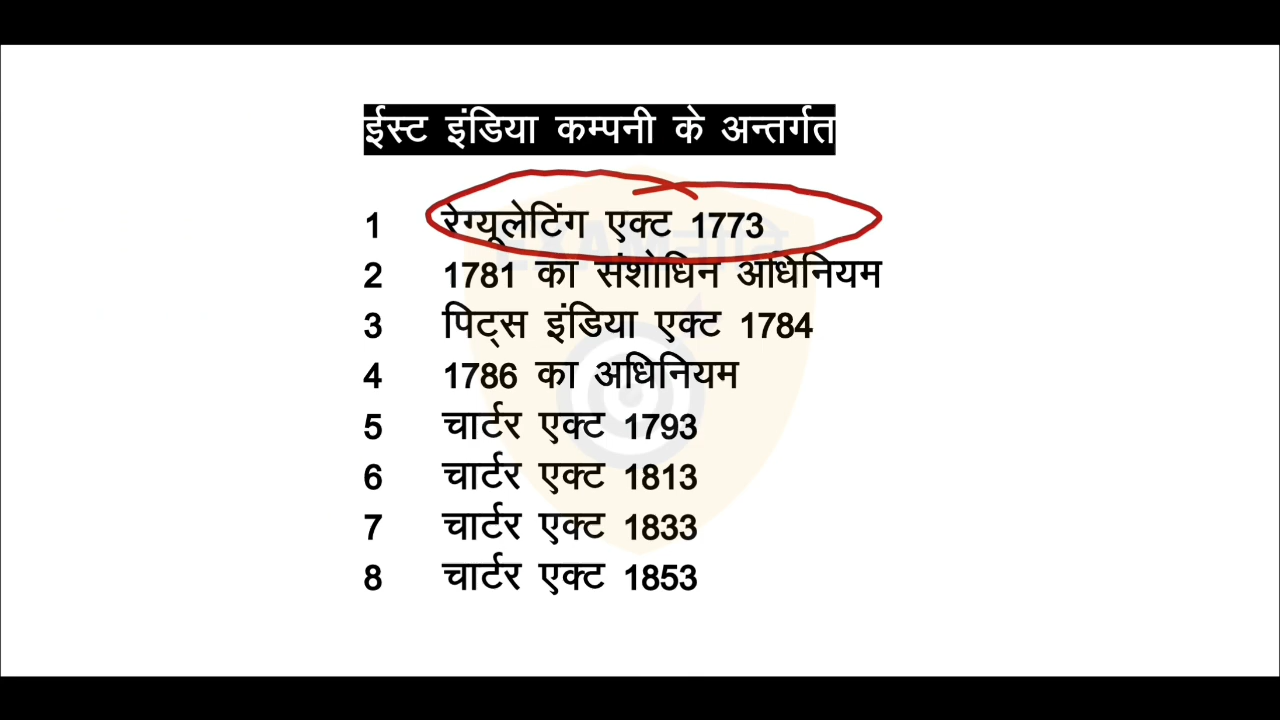 ईस्ट इंडिया कम्पनी के अन्तर्गत
1 रेग्यूलेटिंग एक्ट 1773
2 1781 का संशोधिन अधिनियम
3 पिट्स इंडिया एक्ट 1784
4 1786 का अधिनियम
5 चार्टर एक्ट 1793
6 चार्टर एक्ट 1813
7 चार्टर एक्ट 1833
8 चार्टर एक्ट 1853